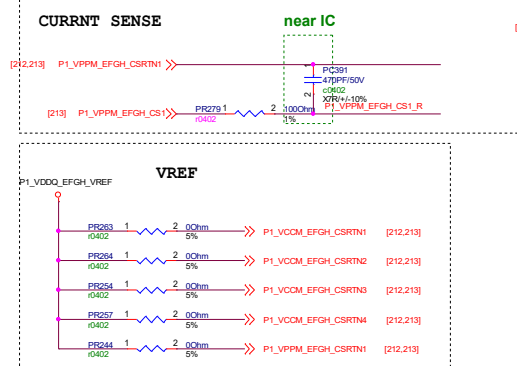 CURRNT SENSE
near IC
[212,213] P1_VPPM_EFGH_CSRTN1
1
PC391
470PF/50V
c0402
2
X7R/+/-10%
[213] P1_VPPM_EFGH_CS1
PR279 1 2 100Ohm
r0402 1%
P1_VPPM_EFGH_CS1_R
VREF
P1_VDDQ_EFGH_VREF
PR263 1 2 0Ohm
r0402 5%
P1_VCCM_EFGH_CSRTN1 [212,213]
PR264 1 2 0Ohm
r0402 5%
P1_VCCM_EFGH_CSRTN2 [212,213]
PR254 1 2 0Ohm
r0402 5%
P1_VCCM_EFGH_CSRTN3 [212,213]
PR257 1 2 0Ohm
r0402 5%
P1_VCCM_EFGH_CSRTN4 [212,213]
PR244 1 2 0Ohm
r0402 5%
P1_VPPM_EFGH_CSRTN1 [212,213]